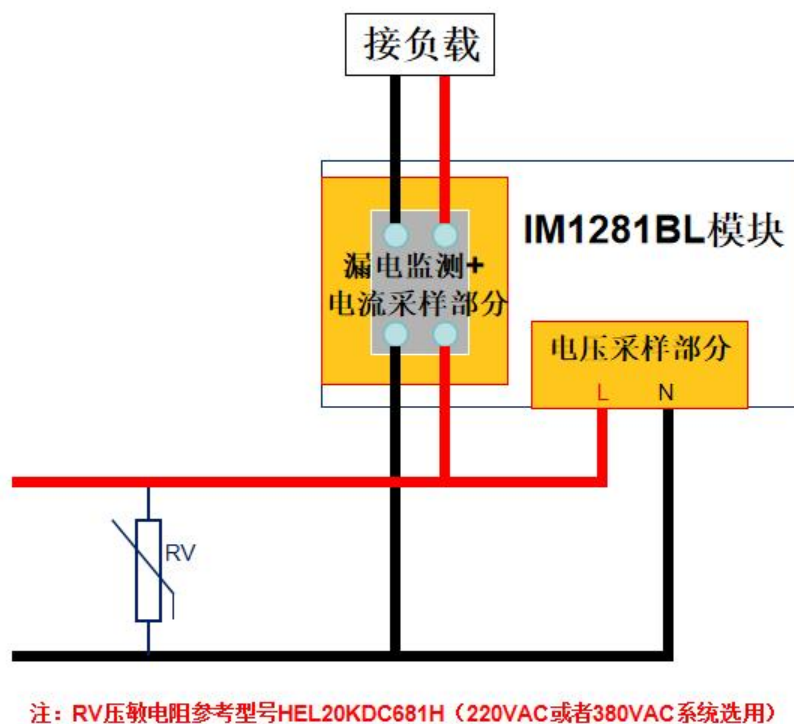 接负载
IM1281BL模块
漏电监测+
电流采样部分
电压采样部分
L N
RV
注：RV压敏电阻参考型号HEL20KDC681H（220VAC或者380VAC系统选用）